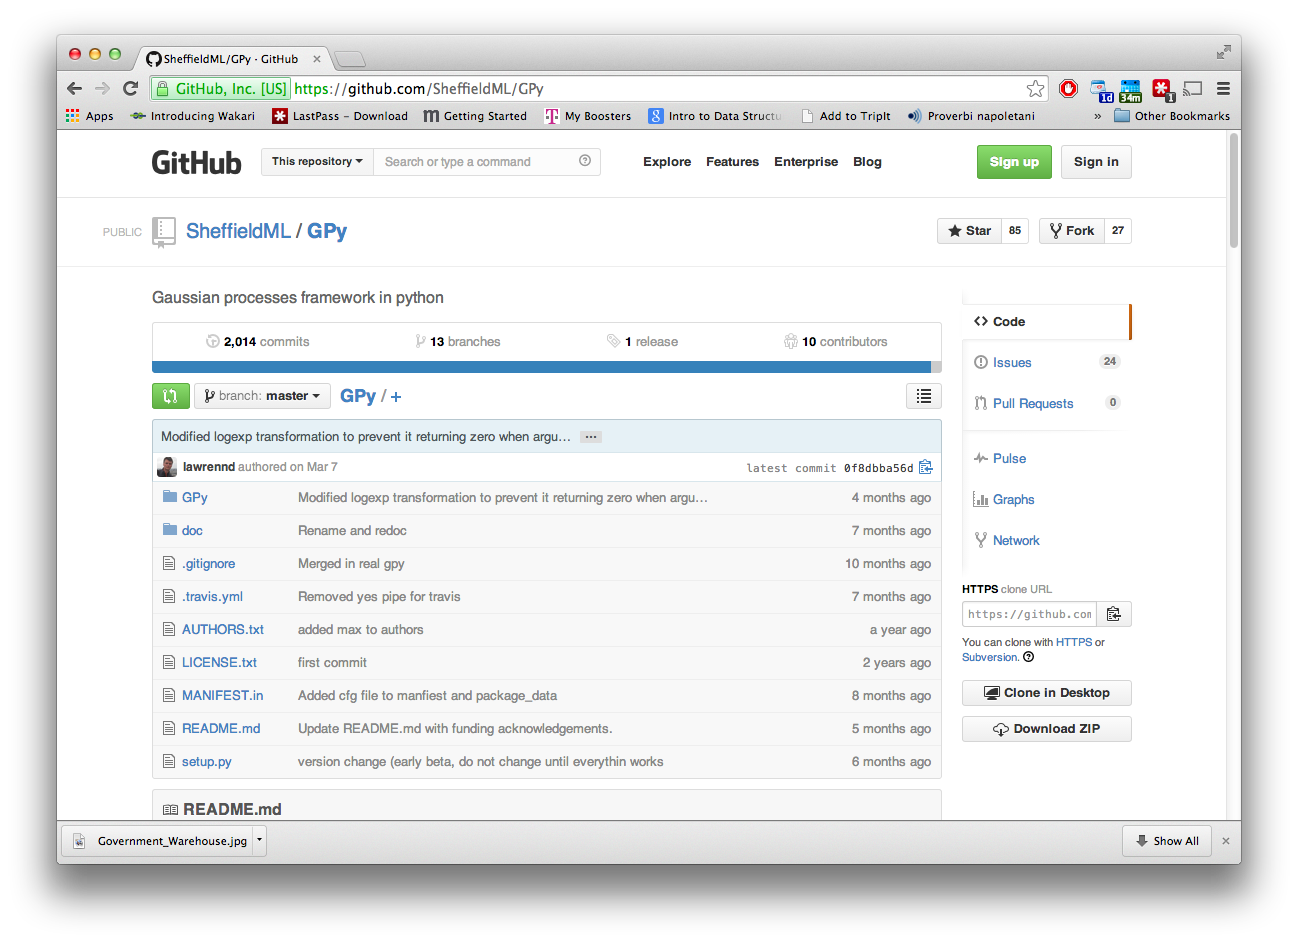 SheffieldML/GPy · GitHub
GitHub, Inc. [US] https://github.com/SheffieldML/GPy
1d 34m 1
Apps Introducing Wakari LastPass – Download Getting Started My Boosters Intro to Data Structu Add to TripIt Proverbi napoletani » Other Bookmarks
GitHub This repository Search or type a command Explore Features Enterprise Blog Sign up Sign in
PUBLIC SheffieldML / GPy Star 85 Fork 27
Gaussian processes framework in python
2,014 commits 13 branches 1 release 10 contributors
branch: master GPy / +
Modified logexp transformation to prevent it returning zero when argu… …
lawrennd authored on Mar 7 latest commit 0f8dbba56d
GPy Modified logexp transformation to prevent it returning zero when argu… 4 months ago
doc Rename and redoc 7 months ago
.gitignore Merged in real gpy 10 months ago
.travis.yml Removed yes pipe for travis 7 months ago
AUTHORS.txt added max to authors a year ago
LICENSE.txt first commit 2 years ago
MANIFEST.in Added cfg file to manfiest and package_data 8 months ago
README.md Update README.md with funding acknowledgements. 5 months ago
setup.py version change (early beta, do not change until everythin works 6 months ago
README.md
Code
Issues 24
Pull Requests 0
Pulse
Graphs
Network
HTTPS clone URL
https://github.com
You can clone with HTTPS or
Subversion.
Clone in Desktop
Download ZIP
Government_Warehouse.jpg Show All